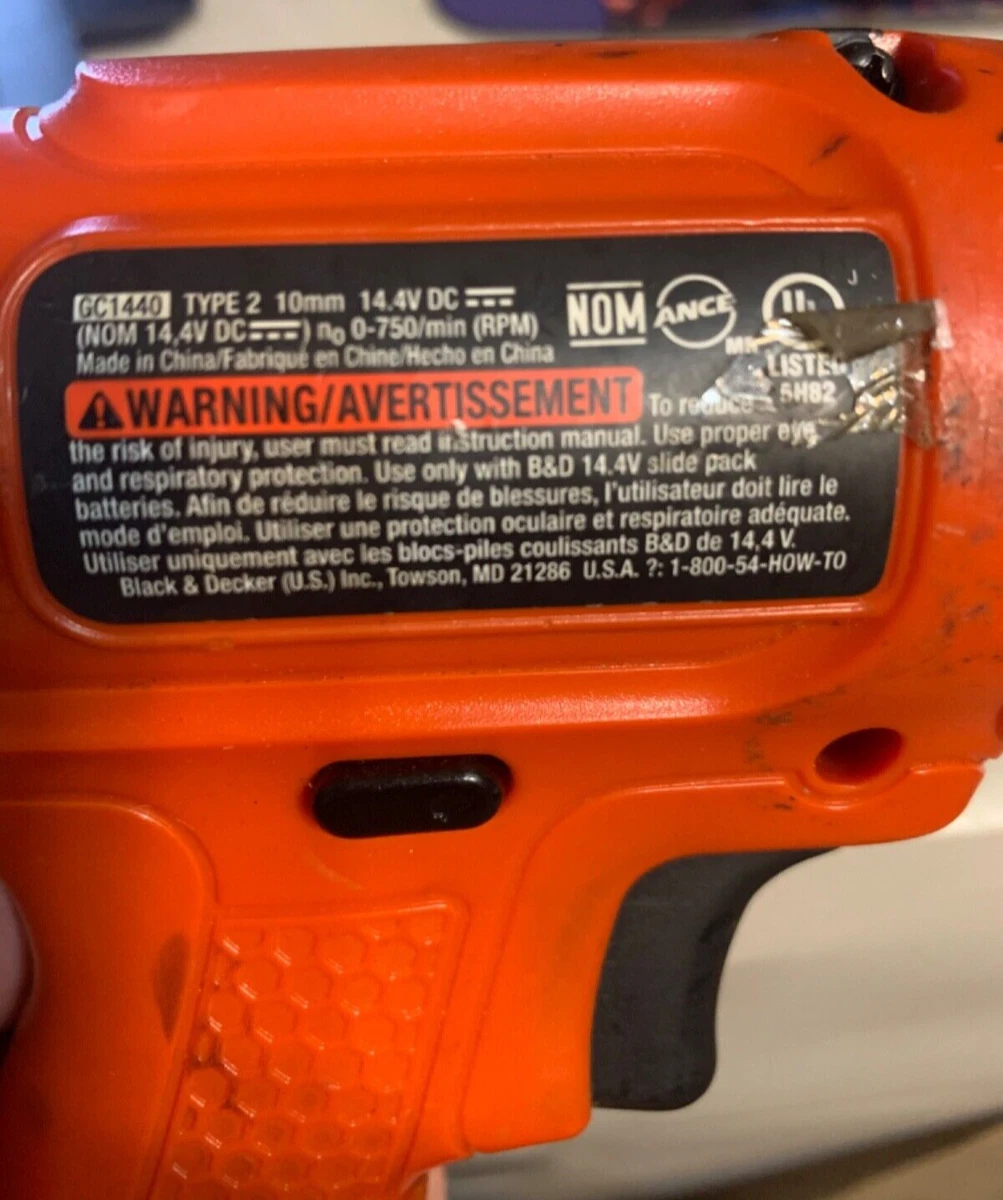 GC1440 TYPE 2 10mm 14.4V DC
(NOM 14,4V DC ) n0 0-750/min (RPM)
Made in China/Fabriqué en Chine/Hecho en China
NOM
ANCE
J
LISTED
5H82
WARNING/AVERTISSEMENT To reduce
the risk of injury, user must read instruction manual. Use proper eye
and respiratory protection. Use only with B&D 14.4V slide pack
batteries. Afin de réduire le risque de blessures, l'utilisateur doit lire le
mode d'emploi. Utiliser une protection oculaire et respiratoire adéquate.
Utiliser uniquement avec les blocs-piles coulissants B&D de 14,4 V.
Black & Decker (U.S.) Inc., Towson, MD 21286 U.S.A. ?: 1-800-54-HOW-TO